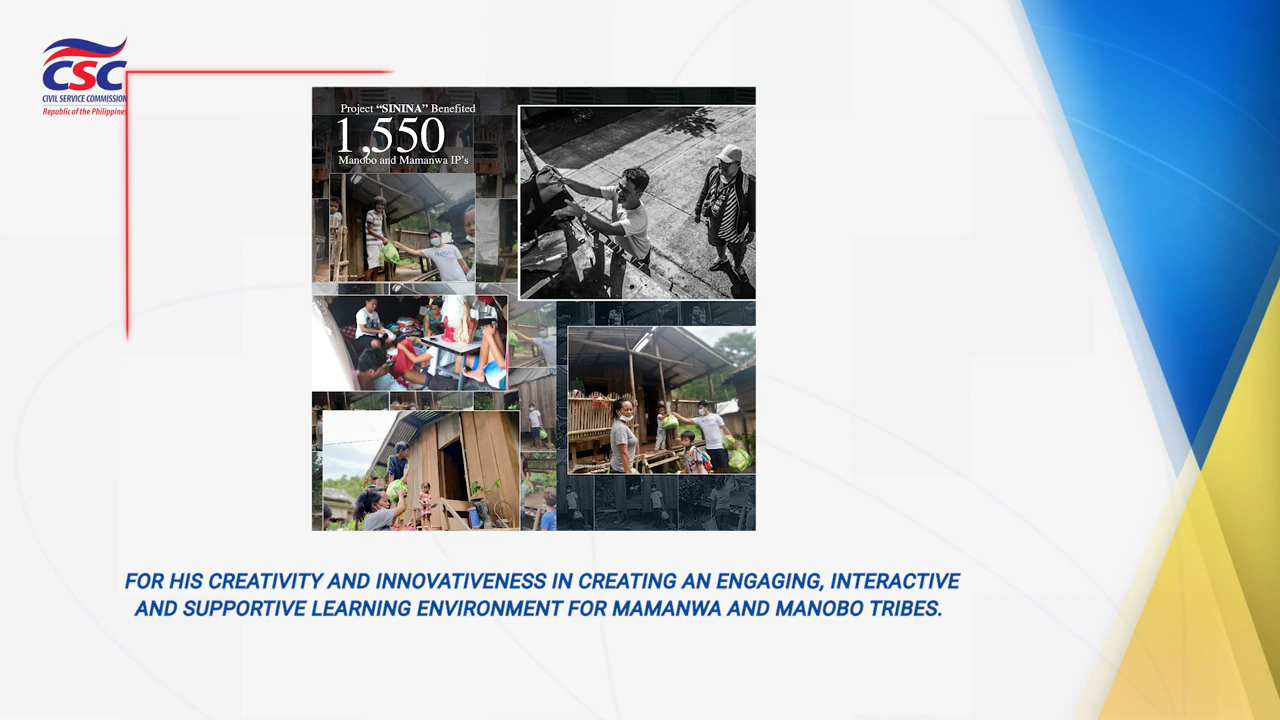 CSC
CIVIL SERVICE COMMISSION
Republic of the Philippines
Project “SININA” Benefited
1,550
Manobo and Mamanwa IP's
FOR HIS CREATIVITY AND INNOVATIVENESS IN CREATING AN ENGAGING, INTERACTIVE
AND SUPPORTIVE LEARNING ENVIRONMENT FOR MAMANWA AND MANOBO TRIBES.